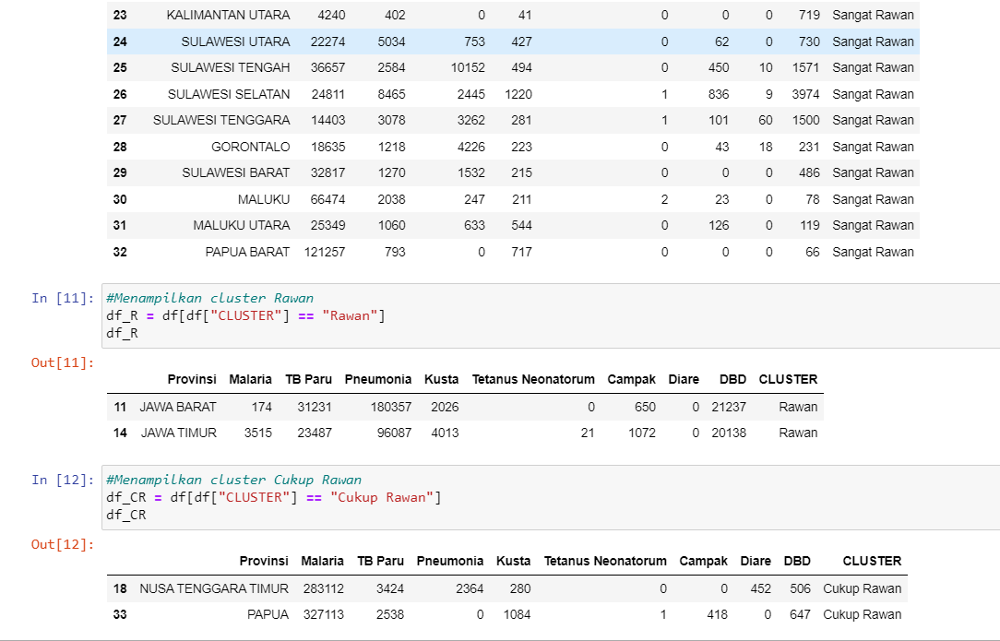 23 KALIMANTAN UTARA 4240 402 0 41 0 0 0 719 Sangat Rawan
24 SULAWESI UTARA 22274 5034 753 427 0 62 0 730 Sangat Rawan
25 SULAWESI TENGAH 36657 2584 10152 494 0 450 10 1571 Sangat Rawan
26 SULAWESI SELATAN 24811 8465 2445 1220 1 836 9 3974 Sangat Rawan
27 SULAWESI TENGGARA 14403 3078 3262 281 1 101 60 1500 Sangat Rawan
28 GORONTALO 18635 1218 4226 223 0 43 18 231 Sangat Rawan
29 SULAWESI BARAT 32817 1270 1532 215 0 0 0 486 Sangat Rawan
30 MALUKU 66474 2038 247 211 2 23 0 78 Sangat Rawan
31 MALUKU UTARA 25349 1060 633 544 0 126 0 119 Sangat Rawan
32 PAPUA BARAT 121257 793 0 717 0 0 0 66 Sangat Rawan
In [11]: #Menampilkan cluster Rawan
df_R = df[df["CLUSTER"] == "Rawan"]
df_R
Out[11]:
Provinsi Malaria TB Paru Pneumonia Kusta Tetanus Neonatorum Campak Diare DBD CLUSTER
11 JAWA BARAT 174 31231 180357 2026 0 650 0 21237 Rawan
14 JAWA TIMUR 3515 23487 96087 4013 21 1072 0 20138 Rawan
In [12]: #Menampilkan cluster Cukup Rawan
df_CR = df[df["CLUSTER"] == "Cukup Rawan"]
df_CR
Out[12]:
Provinsi Malaria TB Paru Pneumonia Kusta Tetanus Neonatorum Campak Diare DBD CLUSTER
18 NUSA TENGGARA TIMUR 283112 3424 2364 280 0 0 452 506 Cukup Rawan
33 PAPUA 327113 2538 0 1084 1 418 0 647 Cukup Rawan